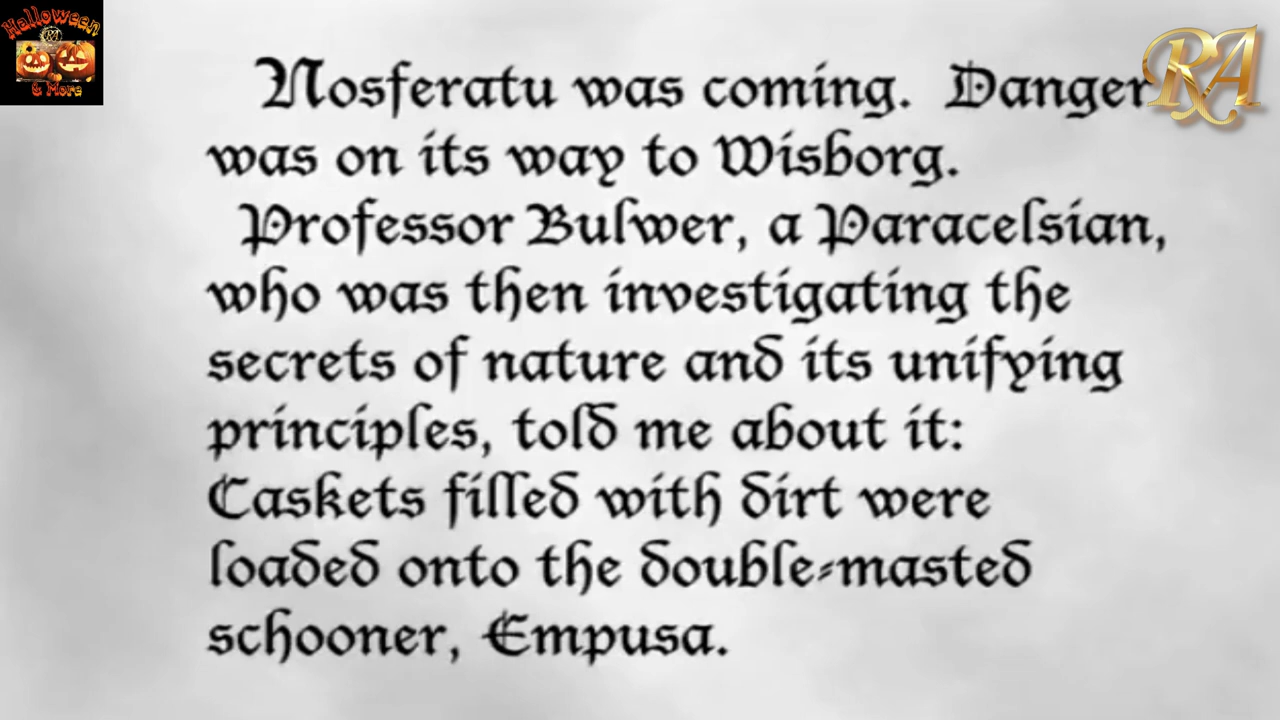 Halloween
RA
& More
RA
Nosferatu was coming. Danger
was on its way to Wisborg.
Professor Bulwer, a Paracelsian,
who was then investigating the
secrets of nature and its unifying
principles, told me about it:
Caskets filled with dirt were
loaded onto the double-masted
schooner, Empusa.